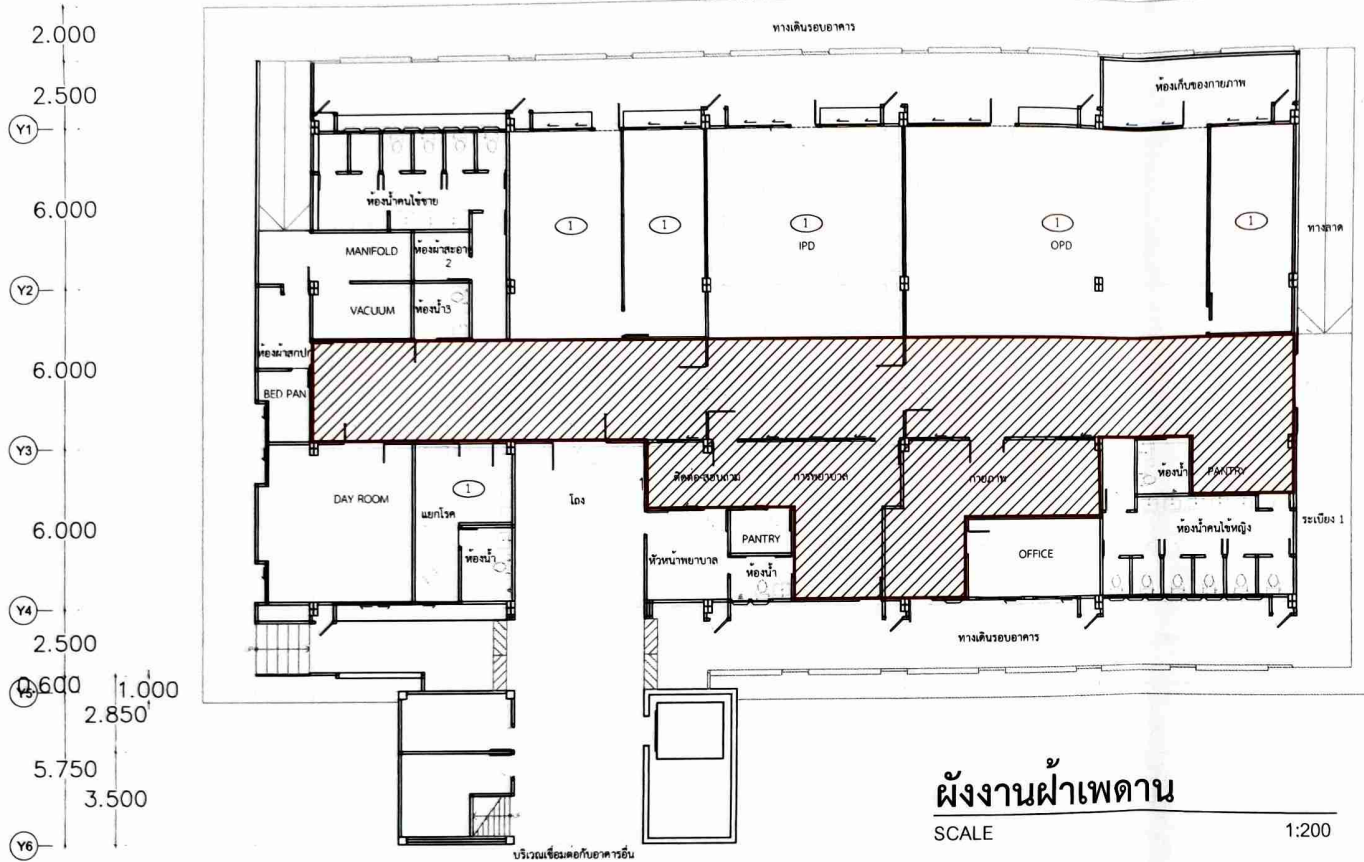 ทางเดินรอบอาคาร
2.000
2.500
ห้องเก็บของกายภาพ
Y1
6.000
ห้องน้ำคนไข้ชาย
1
1
1
IPD
1
OPD
1
ทางลาด
MANIFOLD
ห้องผ้าสะอาด
2
Y2
VACUUM
ห้องน้ำ3
6.000
ห้องผ้าสกปรก
BED PAN
Y3
DAY ROOM
1
แยกโรค
โถง
ติดต่อ-สอบถาม
การพยาบาล
กายภาพ
ห้องน้ำ
PANTRY
6.000
ห้องน้ำ
หัวหน้าพยาบาล
PANTRY
ห้องน้ำ
OFFICE
ห้องน้ำคนไข้หญิง
ระเบียง 1
Y4
2.500
ทางเดินรอบอาคาร
0.600
Y5
1.000
2.850
5.750
3.500
ผังงานฝ้าเพดาน
SCALE 1:200
Y6
บริเวณเชื่อมต่อกับอาคารอื่น